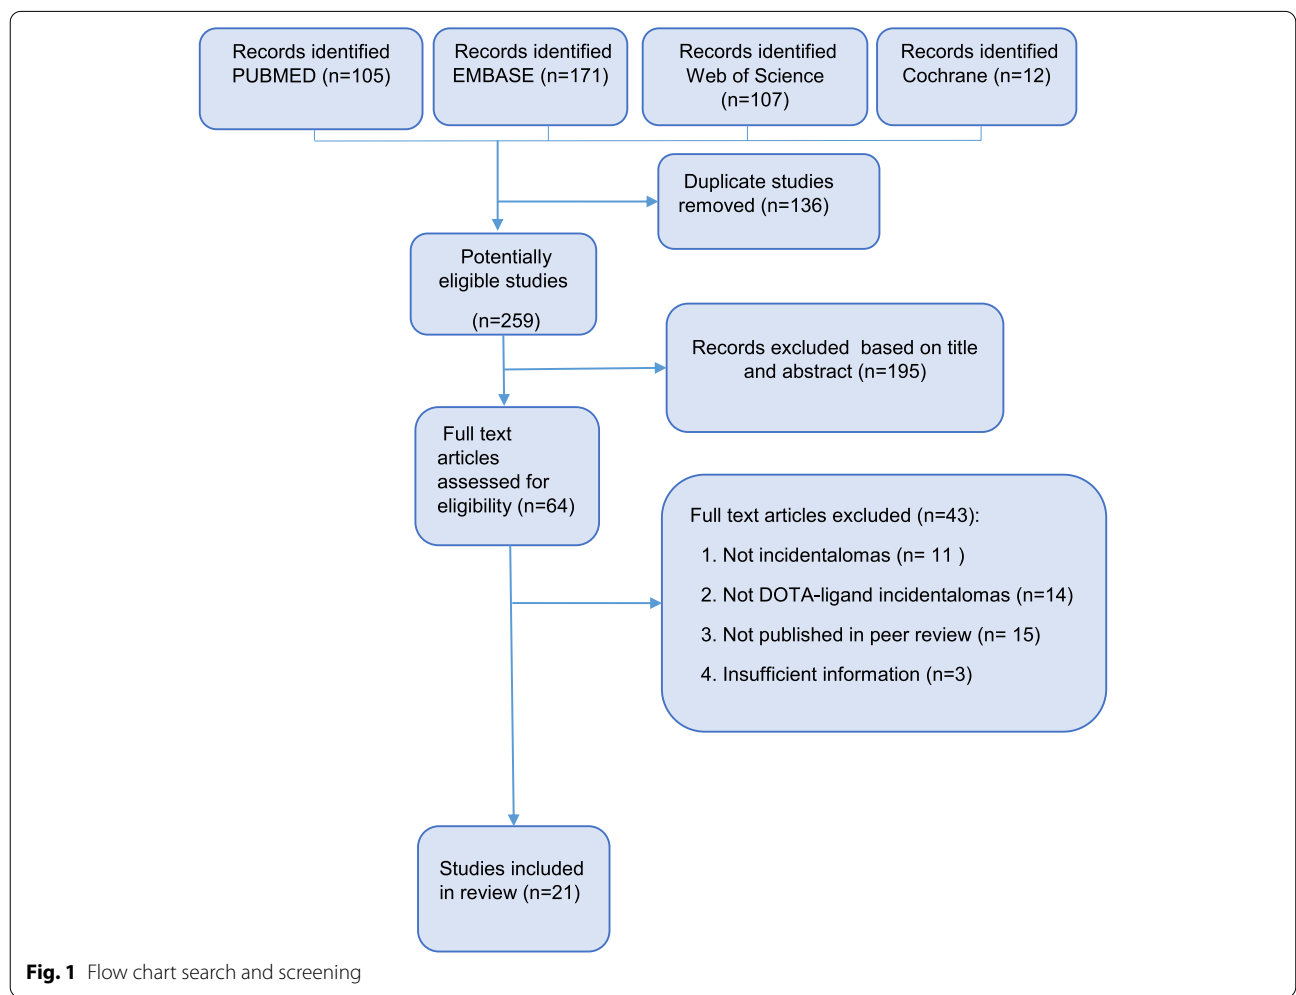 Records identified
PUBMED (n=105)
Records identified
EMBASE (n=171)
Records identified
Web of Science
(n=107)
Records identified
Cochrane (n=12)
Duplicate studies
removed (n=136)
Potentially
eligible studies
(n=259)
Records excluded based on title
and abstract (n=195)
Full text
articles
assessed for
eligibility (n=64)
Full text articles excluded (n=43):
1. Not incidentalomas (n= 11 )
2. Not DOTA-ligand incidentalomas (n=14)
3. Not published in peer review (n= 15)
4. Insufficient information (n=3)
Studies included
in review (n=21)
Fig. 1 Flow chart search and screening